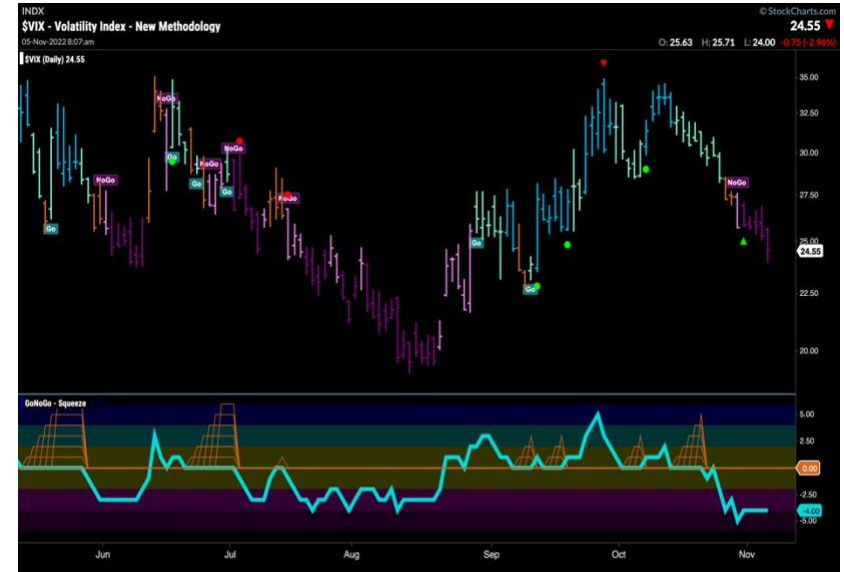 INDX
© StockCharts.com
$VIX - Volatility Index - New Methodology
24.55
05-Nov-2022 8:07am
O: 25.63 H: 25.71 L: 24.00 -0.75 (-2.96%)
$VIX (Daily) 24.55
35.00
NoGo
32.50
NoGo
30.00
Go
NoGo
NoGo
Go
NoGo
Go
NoGo
27.50
Go
Go
25.00
24.55
Go
22.50
20.00
GoNoGo - Squeeze
5.00
2.50
0.00
-2.50
-4.00
-5.00
Jun Jul Aug Sep Oct Nov